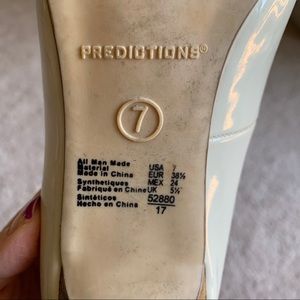 PREDICTIONS®
7
All Man Made USA 7
Material EUR 38½
Made in China MEX 24
Synthetiques UK 5½
Fabriqué en Chine
Sintéticos 52880
Hecho en China 17